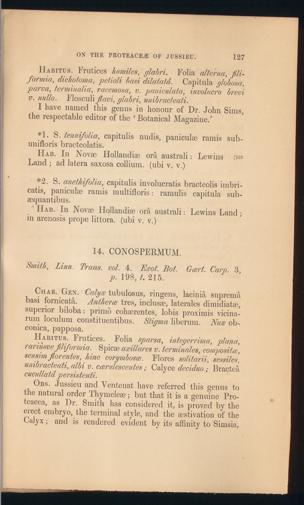 ON THE PROTEACEÆ OF JUSSIEU. 127
HABITUS. Frutices humiles, glabri. Folia alterna, fili-
formia, dichotoma, petioli basi dilatatâ. Capitula globosa,
parva, terminalia, racemosa, v. paniculata, involucro brevi
v. nullo. Flosculi flavi, glabri, unibracteati.
I have named this genus in honour of Dr. John Sims,
the respectable editor of the ‘Botanical Magazine.’
*1. S. tenuifolia, capitulis nudis, paniculæ ramis sub-
unifloris bracteolatis.
HAB. In Novæ Hollandiæ orâ australi: Lewins
Land; ad latera saxosa collium. (ubi v. v.)
*2. S. anethifolia, capitulis involucratis bracteolis imbri-
catis, paniculæ ramis multifloris: ramulis capitula sub-
æquantibus.
HAB. In Novæ Hollandiæ orâ australi: Lewins Land;
in arenosis prope littora. (ubi v. v.)
14. CONOSPERMUM.
Smith, Linn. Trans. vol. 4. Exot. Bot. Gært. Carp. 3,
p. 198, t. 215.
CHAR. GEN. Calyx tubulosus, ringens, laciniâ supremâ
basi fornicatâ. Antheræ tres, inclusæ, laterales dimidiatæ,
superior biloba: primò cohærentes, lobis proximis vicina-
rum loculum constituentibus. Stigma liberum. Nux ob-
conica, papposa.
HABITUS. Frutices. Folia sparsa, integerrima, plana,
rariùsve filiformia. Spicæ axillares v. terminales, compositæ,
sensim florentes, hinc corymbosæ. Flores solitarii, sessiles,
unibracteati, albi v. cærulescentes; Calyce deciduo; Bracteâ
cucullatâ persistenti.
OBS. Jussieu and Ventenat have referred this genus to
the natural order Thymeleæ; but that it is a genuine Pro-
teacea, as Dr. Smith has considered it, is proved by the
erect embryo, the terminal style, and the æstivation of the
Calyx; and is rendered evident by its affinity to Simsia,